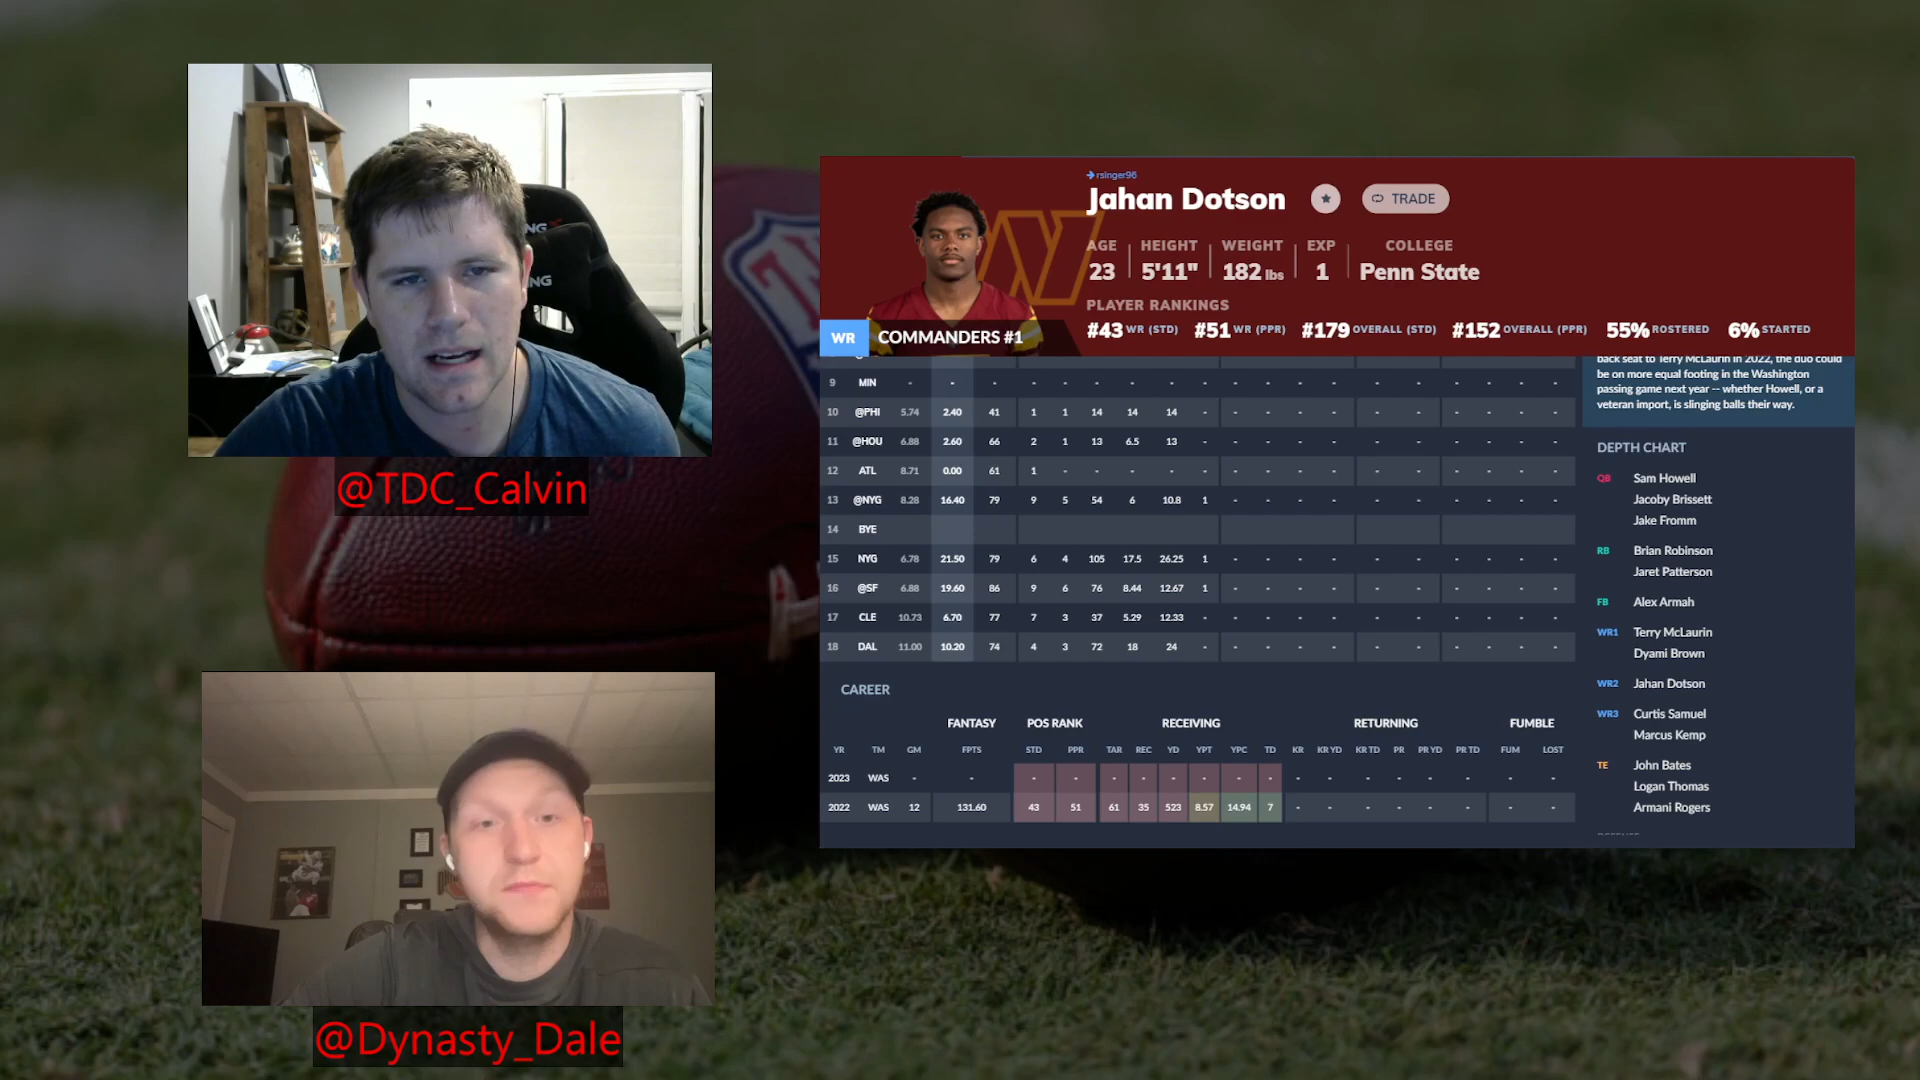 NG
NG
@TDC_Calvin
@Dynasty_Dale
rsinger96
Jahan Dotson
TRADE
AGE HEIGHT WEIGHT EXP COLLEGE
23 5'11" 182 lbs 1 Penn State
PLAYER RANKINGS
#43 WR (STD) #51 WR (PPR) #179 OVERALL (STD) #152 OVERALL (PPR) 55% ROSTERED 6% STARTED
WR COMMANDERS #1
9 MIN - - - - - - - - - - - - - - - - - - -
10 @PHI 5.74 2.40 41 1 1 14 14 14 - - - - - - - - - - -
11 @HOU 6.88 2.60 66 2 1 13 6.5 13 - - - - - - - - - - -
12 ATL 8.71 0.00 61 1 - - - - - - - - - - - - - - -
13 @NYG 8.28 16.40 79 9 5 54 6 10.8 1 - - - - - - - - - -
14 BYE
15 NYG 6.78 21.50 79 6 4 105 17.5 26.25 1 - - - - - - - - - -
16 @SF 6.88 19.60 86 9 6 76 8.44 12.67 1 - - - - - - - - - -
17 CLE 10.73 6.70 77 7 3 37 5.29 12.33 - - - - - - - - - - -
18 DAL 11.00 10.20 74 4 3 72 18 24 - - - - - - - - - - -
CAREER
FANTASY POS RANK RECEIVING RETURNING FUMBLE
YR TM GM FPTS STD PPR TAR REC YD YPT YPC TD KR KR YD KR TD PR PR YD PR TD FUM LOST
2023 WAS - - - - - - - - - - - - - - - - - -
2022 WAS 12 131.60 43 51 61 35 523 8.57 14.94 7 - - - - - - - -
back seat to Terry McLaurin in 2022, the duo could
be on more equal footing in the Washington
passing game next year -- whether Howell, or a
veteran import, is slinging balls their way.
DEPTH CHART
QB Sam Howell
Jacoby Brissett
Jake Fromm
RB Brian Robinson
Jaret Patterson
FB Alex Armah
WR1 Terry McLaurin
Dyami Brown
WR2 Jahan Dotson
WR3 Curtis Samuel
Marcus Kemp
TE John Bates
Logan Thomas
Armani Rogers